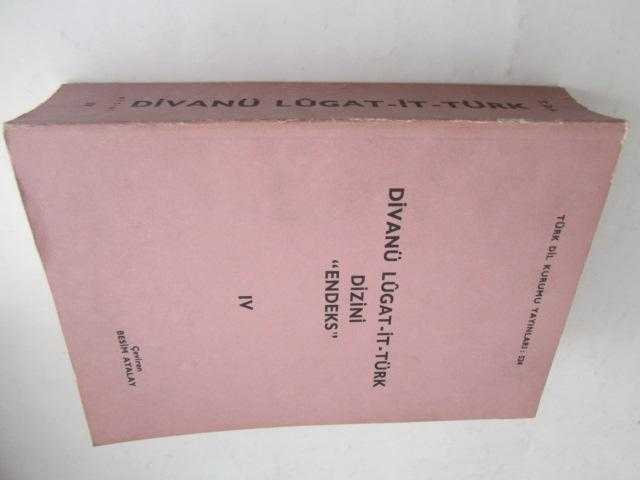 TÜRK DİL KURUMU YAYINLARI: 524
DİVANÜ LÛGAT-İT-TÜRK
DİZİNİ
"ENDEKS"
IV
Çeviren
BESİM ATALAY
DİVANÜ LÛGAT-İT-TÜRK